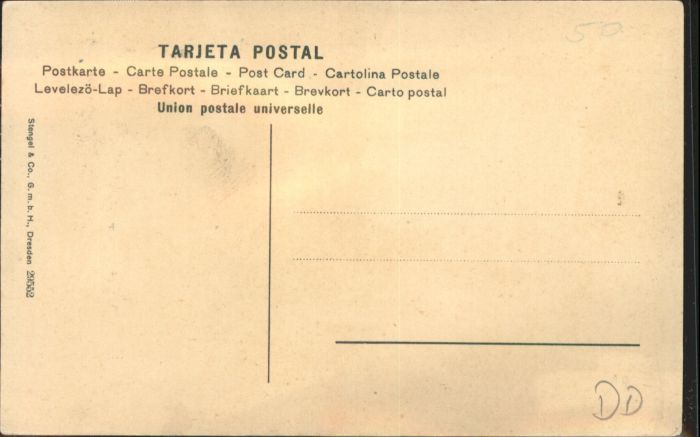 50
TARJETA POSTAL
Postkarte - Carte Postale - Post Card - Cartolina Postale
Levelezö-Lap - Brefkort - Briefkaart - Brevkort - Carto postal
Union postale universelle
Stengel & Co., G. m. b. H., Dresden
DD